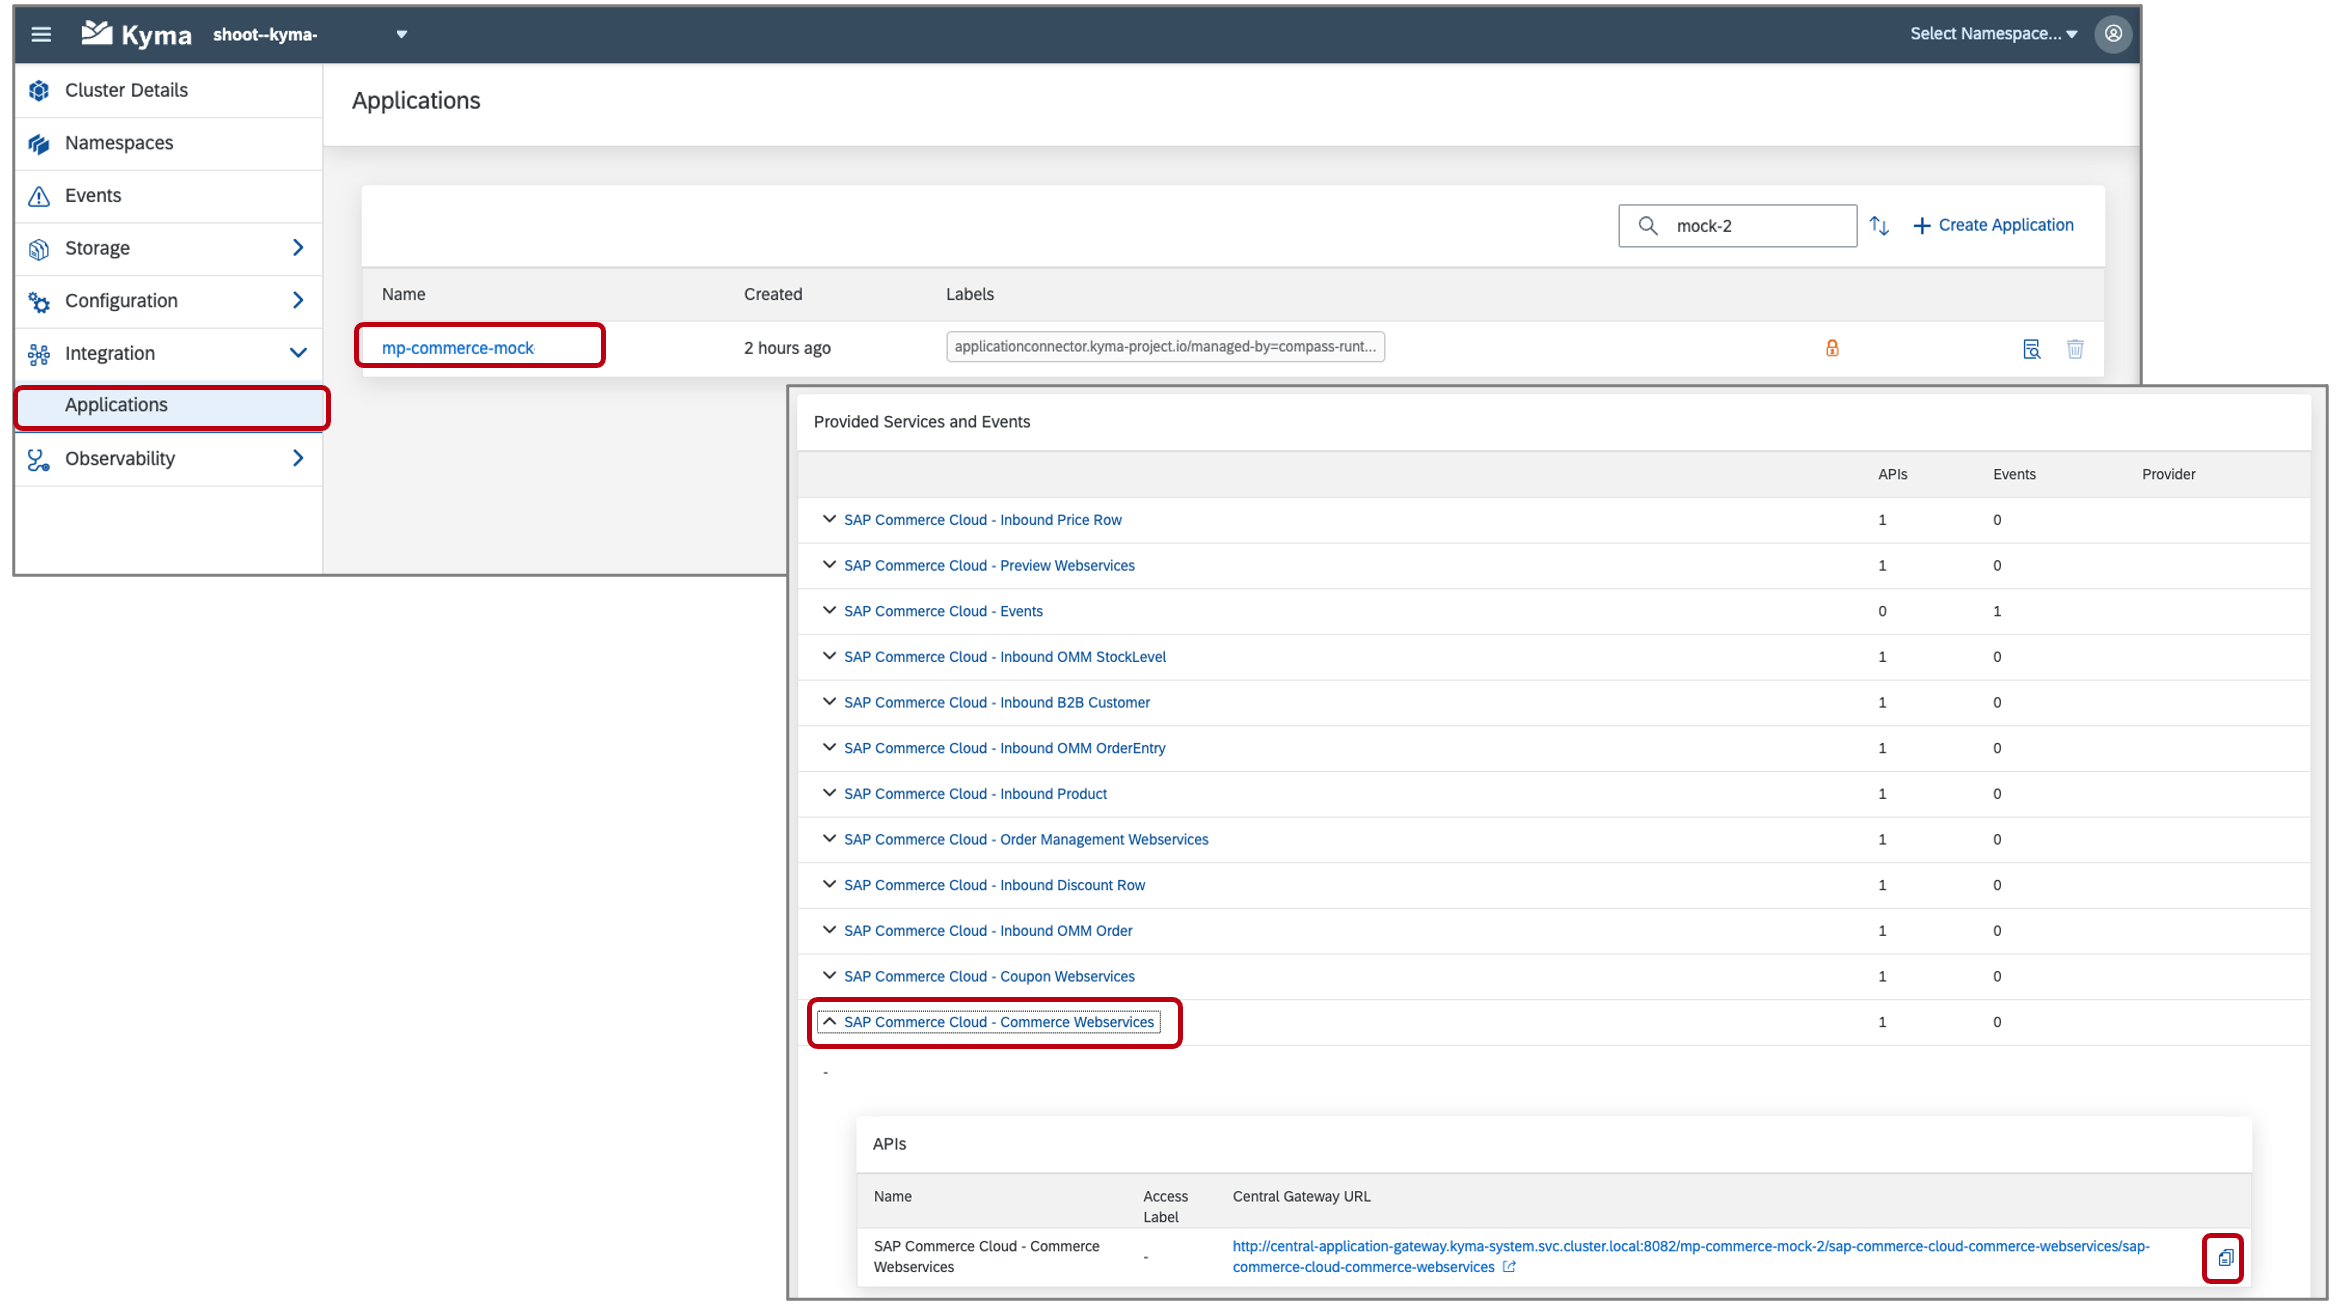 Kyma shoot--kyma- Select Namespace...
Cluster Details
Namespaces
Events
Storage
Configuration
Integration
Applications
Observability
Applications
mock-2
Create Application
Name Created Labels
mp-commerce-mock 2 hours ago applicationconnector.kyma-project.io/managed-by=compass-runt...
Provided Services and Events
APIs Events Provider
SAP Commerce Cloud - Inbound Price Row 1 0
SAP Commerce Cloud - Preview Webservices 1 0
SAP Commerce Cloud - Events 0 1
SAP Commerce Cloud - Inbound OMM StockLevel 1 0
SAP Commerce Cloud - Inbound B2B Customer 1 0
SAP Commerce Cloud - Inbound OMM OrderEntry 1 0
SAP Commerce Cloud - Inbound Product 1 0
SAP Commerce Cloud - Order Management Webservices 1 0
SAP Commerce Cloud - Inbound Discount Row 1 0
SAP Commerce Cloud - Inbound OMM Order 1 0
SAP Commerce Cloud - Coupon Webservices 1 0
SAP Commerce Cloud - Commerce Webservices 1 0
-
APIs
Name Access Central Gateway URL
Label
SAP Commerce Cloud - Commerce - http://central-application-gateway.kyma-system.svc.cluster.local:8082/mp-commerce-mock-2/sap-commerce-cloud-commerce-webservices/sap-
Webservices commerce-cloud-commerce-webservices